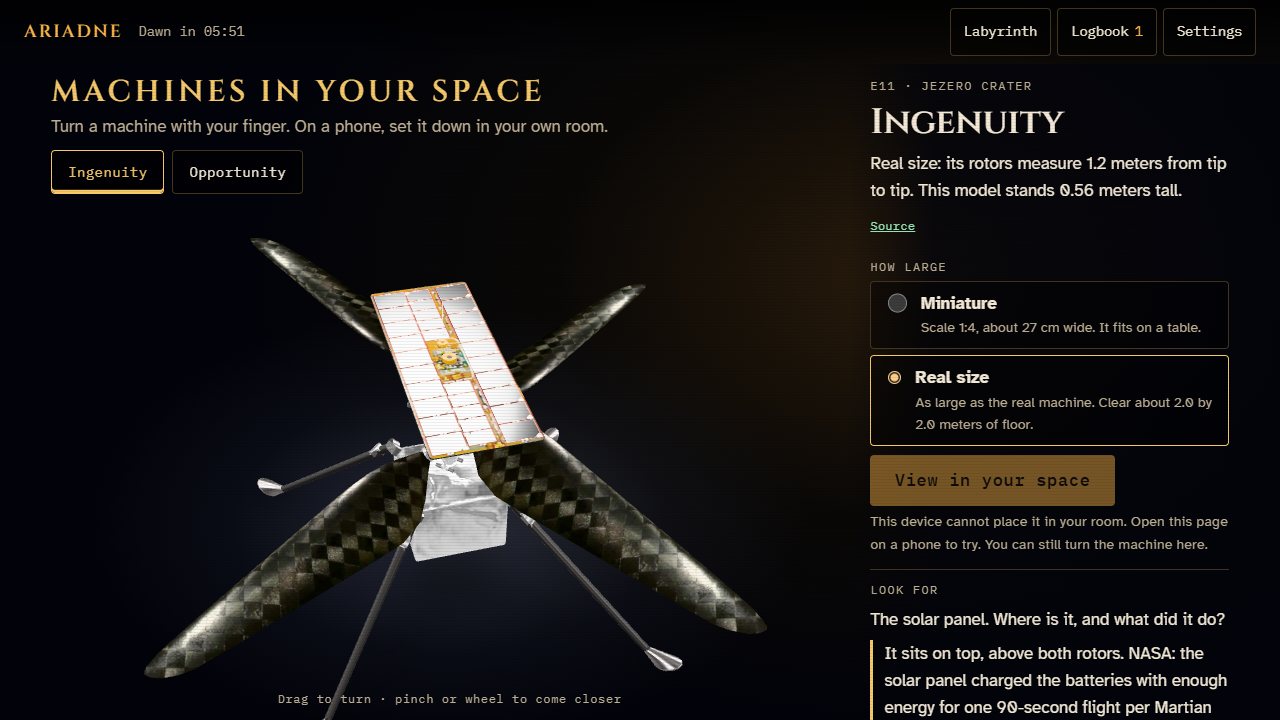 ARIADNE
Dawn in 05:51
Labyrinth
Logbook 1
Settings
MACHINES IN YOUR SPACE
Turn a machine with your finger. On a phone, set it down in your own room.
Ingenuity
Opportunity
Drag to turn · pinch or wheel to come closer
E11 · JEZERO CRATER
INGENUITY
Real size: its rotors measure 1.2 meters from tip
to tip. This model stands 0.56 meters tall.
Source
HOW LARGE
Miniature
Scale 1:4, about 27 cm wide. It fits on a table.
Real size
As large as the real machine. Clear about 2.0 by
2.0 meters of floor.
View in your space
This device cannot place it in your room. Open this page
on a phone to try. You can still turn the machine here.
LOOK FOR
The solar panel. Where is it, and what did it do?
It sits on top, above both rotors. NASA: the
solar panel charged the batteries with enough
energy for one 90-second flight per Martian